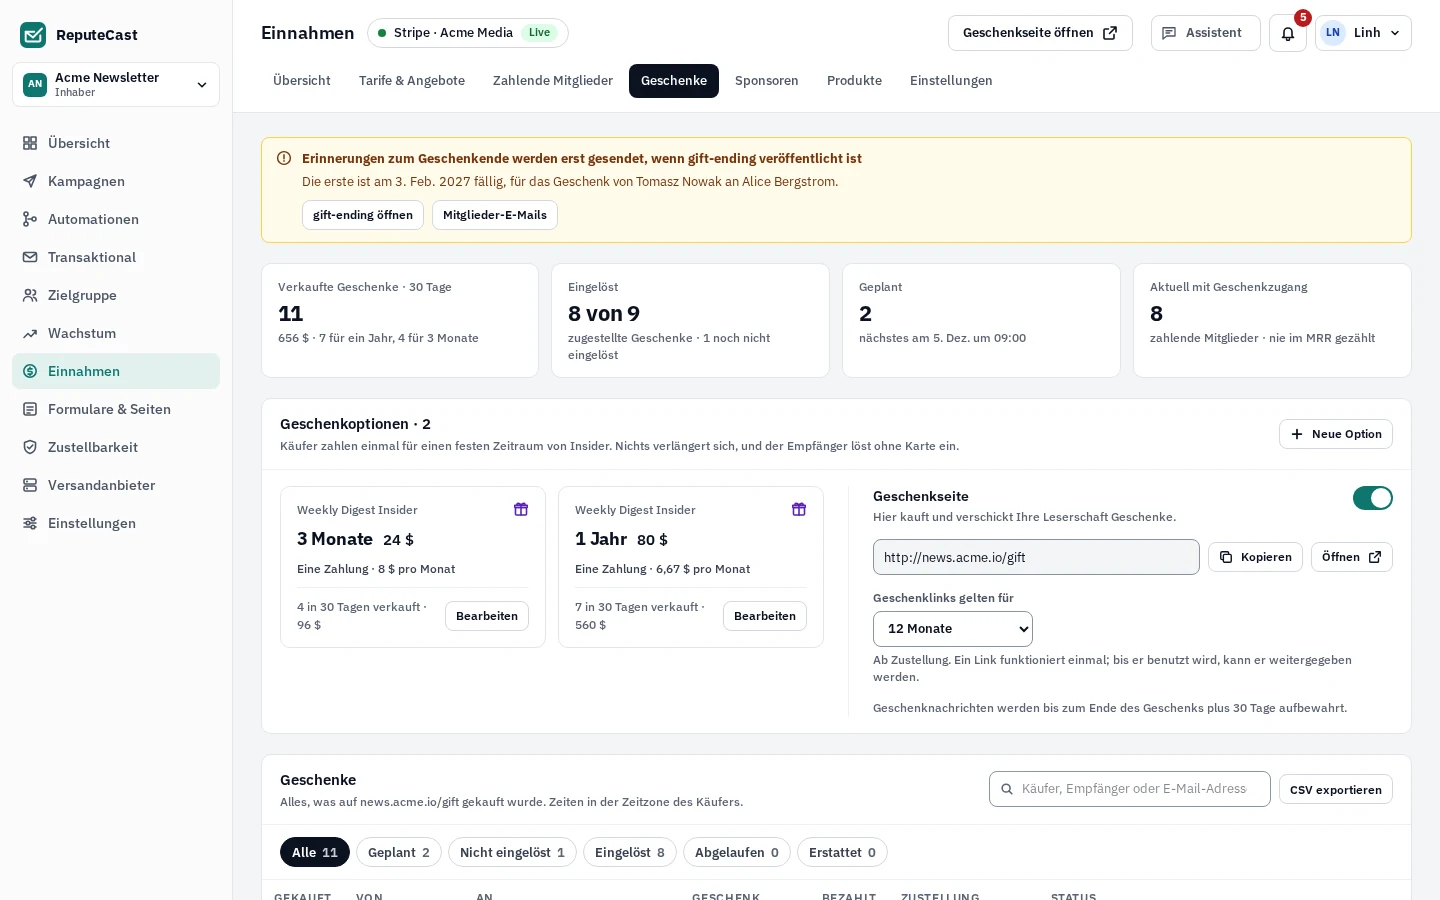 ReputeCast
AN
Acme Newsletter
Inhaber
Übersicht
Kampagnen
Automationen
Transaktional
Zielgruppe
Wachstum
Einnahmen
Formulare & Seiten
Zustellbarkeit
Versandanbieter
Einstellungen
Einnahmen
Stripe · Acme Media Live
Geschenkseite öffnen
Assistent
5
LN Linh
Übersicht
Tarife & Angebote
Zahlende Mitglieder
Geschenke
Sponsoren
Produkte
Einstellungen
Erinnerungen zum Geschenkende werden erst gesendet, wenn gift-ending veröffentlicht ist
Die erste ist am 3. Feb. 2027 fällig, für das Geschenk von Tomasz Nowak an Alice Bergstrom.
gift-ending öffnen
Mitglieder-E-Mails
Verkaufte Geschenke · 30 Tage
11
656 $ · 7 für ein Jahr, 4 für 3 Monate
Eingelöst
8 von 9
zugestellte Geschenke · 1 noch nicht
eingelöst
Geplant
2
nächstes am 5. Dez. um 09:00
Aktuell mit Geschenkzugang
8
zahlende Mitglieder · nie im MRR gezählt
Geschenkoptionen · 2
Käufer zahlen einmal für einen festen Zeitraum von Insider. Nichts verlängert sich, und der Empfänger löst ohne Karte ein.
Neue Option
Weekly Digest Insider
3 Monate 24 $
Eine Zahlung · 8 $ pro Monat
4 in 30 Tagen verkauft ·
96 $
Bearbeiten
Weekly Digest Insider
1 Jahr 80 $
Eine Zahlung · 6,67 $ pro Monat
7 in 30 Tagen verkauft ·
560 $
Bearbeiten
Geschenkseite
Hier kauft und verschickt Ihre Leserschaft Geschenke.
http://news.acme.io/gift
Kopieren
Öffnen
Geschenklinks gelten für
12 Monate
Ab Zustellung. Ein Link funktioniert einmal; bis er benutzt wird, kann er weitergegeben
werden.
Geschenknachrichten werden bis zum Ende des Geschenks plus 30 Tage aufbewahrt.
Geschenke
Alles, was auf news.acme.io/gift gekauft wurde. Zeiten in der Zeitzone des Käufers.
Käufer, Empfänger oder E-Mail-Adress
CSV exportieren
Alle 11
Geplant 2
Nicht eingelöst 1
Eingelöst 8
Abgelaufen 0
Erstattet 0
GEKAUFT VON AN GESCHENK BEZAHLT ZUSTELLUNG STATUS